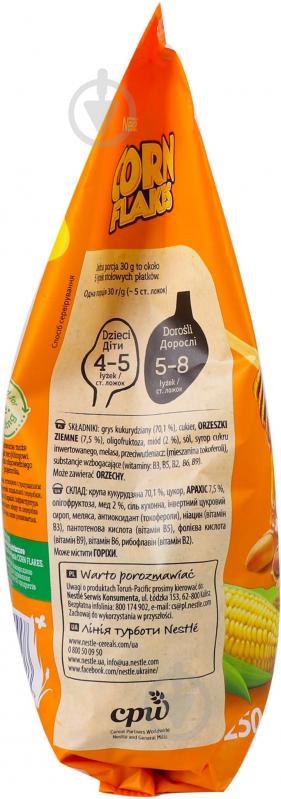 Nestlé
CORN
FLAKES
Jedna porcja 30 g to około
5 łyżek stołowych płatków.
Одна порція 30 г/g (~ 5 ст. ложок)
Спосіб сервірування
Dzieci
Діти
4–5
łyżek /
ст. ложок
Dorośli
Дорослі
5–8
łyżek /
ст. ложок
SKŁADNIKI: grys kukurydziany (70,1 %), cukier, ORZESZKI
ZIEMNE (7,5 %), oligofruktoza, miód (2 %), sól, syrop cukru
inwertowanego, melasa, przeciwutleniacz (mieszanina tokoferoli),
substancje wzbogacające (witaminy: B3, B5, B2, B6, B9).
Może zawierać: ORZECHY.
СКЛАД: крупа кукурудзяна 70,1 %, цукор, АРАХІС 7,5 %,
олігофруктоза, мед 2 %, сіль кухонна, інвертний цукровий
сироп, меляса, антиоксидант (токофероли), ніацин (вітамін
B3), пантотенова кислота (вітамін B5), фолієва кислота
(вітамін B9), вітамін B6, рибофлавін (вітамін B2).
Може містити ГОРІХИ.
PL Warto porozmawiać
Uwagi o produktach Toruń-Pacific prosimy kierować do:
Nestlé Serwis Konsumenta, ul. Łódzka 153, 62-800 Kalisz
Bezpłatna infolinia: 800 174 902, e-mail: cs@pl.nestle.com
Zachowaj do wykorzystania w razie uwag.
UA Лінія турботи Nestlé
www.nestle-cereals.com/ua
0 800 50 09 50
www.nestle.ua, info@ua.nestle.com
www.facebook.com/nestle.ukraine/
CORN FLAKES.
cpw
Cereal Partners Worldwide
Nestlé and General Mills
250